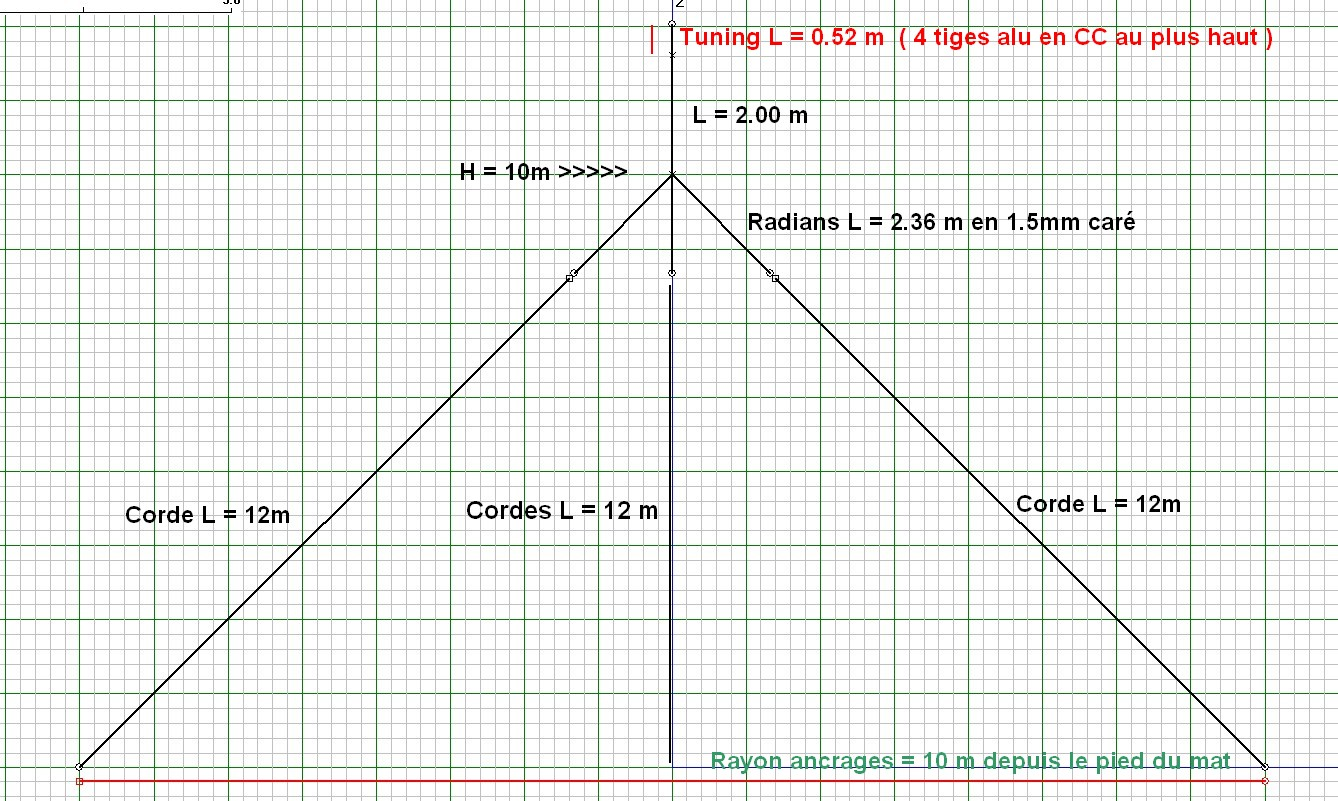 2
Tuning L = 0.52 m ( 4 tiges alu en CC au plus haut )
L = 2.00 m
H = 10m >>>>>
Radians L = 2.36 m en 1.5mm caré
Corde L = 12m
Cordes L = 12 m
Corde L = 12m
Rayon ancrages = 10 m depuis le pied du mat